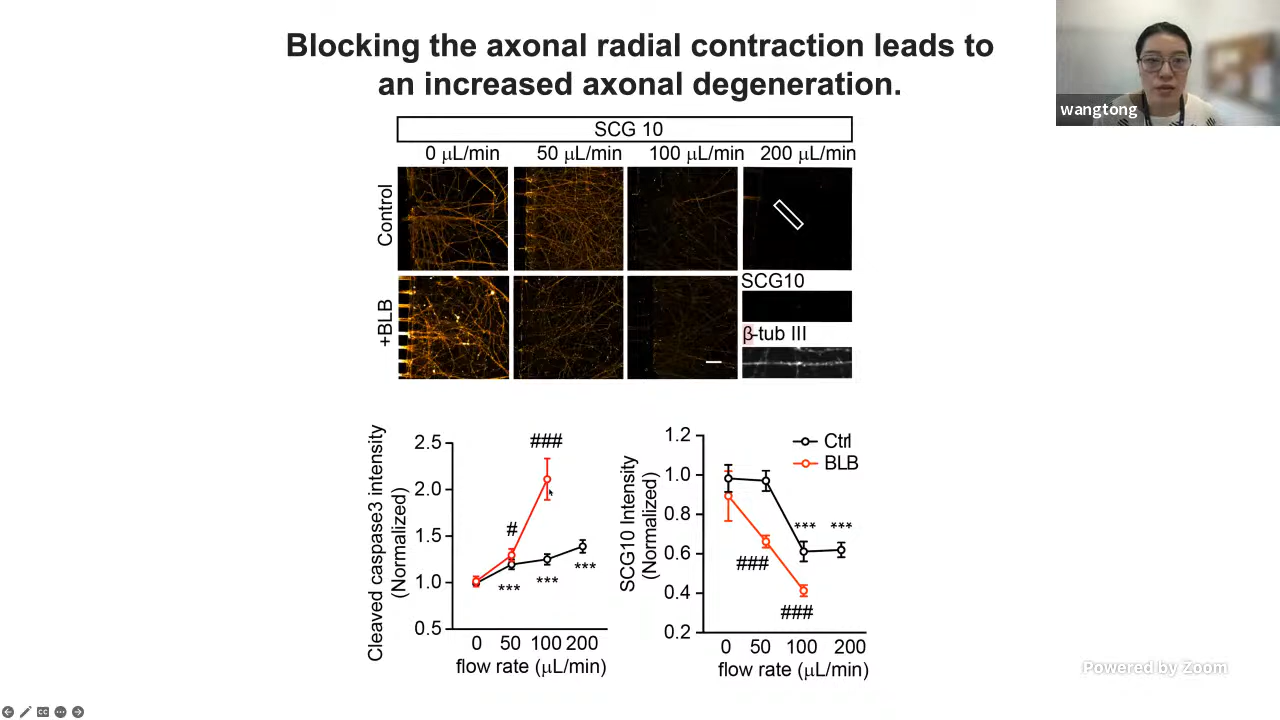 Blocking the axonal radial contraction leads to
an increased axonal degeneration.
wangtong
SCG 10
0 μL/min 50 μL/min 100 μL/min 200 μL/min
Control
+BLB
SCG10
β-tub III
Cleaved caspase3 intensity
(Normalized)
2.5
2.0
1.5
1.0
0.5
###
#
*** *** ***
0 50 100 200
flow rate (μL/min)
SCG10 Intensity
(Normalized)
1.2
1.0
0.8
0.6
0.4
0.2
Ctrl
BLB
*** ***
###
###
0 50 100 200
flow rate (μL/min)
Powered by Zoom